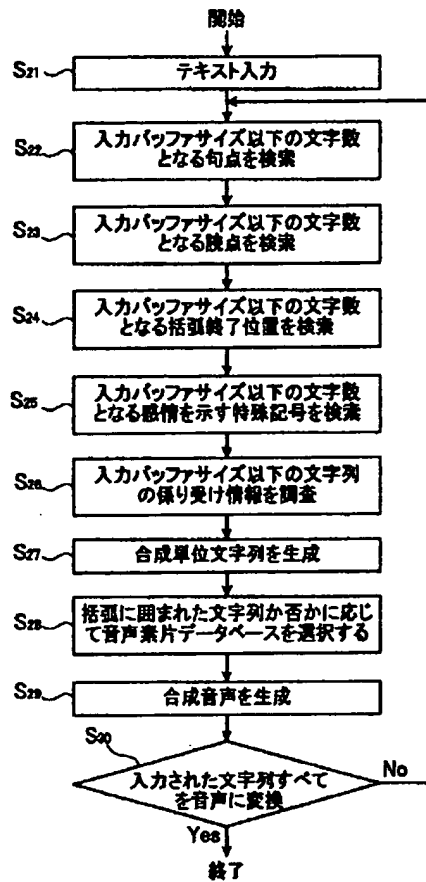 開始
S21
テキスト入力
S22
入力バッファサイズ以下の文字数
となる句点を検索
S23
入力バッファサイズ以下の文字数
となる読点を検索
S24
入力バッファサイズ以下の文字数
となる括弧終了位置を検索
S25
入力バッファサイズ以下の文字数
となる感情を示す特殊記号を検索
S26
入力バッファサイズ以下の文字列
の係り受け情報を調査
S27
合成単位文字列を生成
S28
括弧に囲まれた文字列か否かに応じ
て音声素片データベースを選択する
S29
合成音声を生成
S30
入力された文字列すべて
を音声に変換
No
Yes
終了